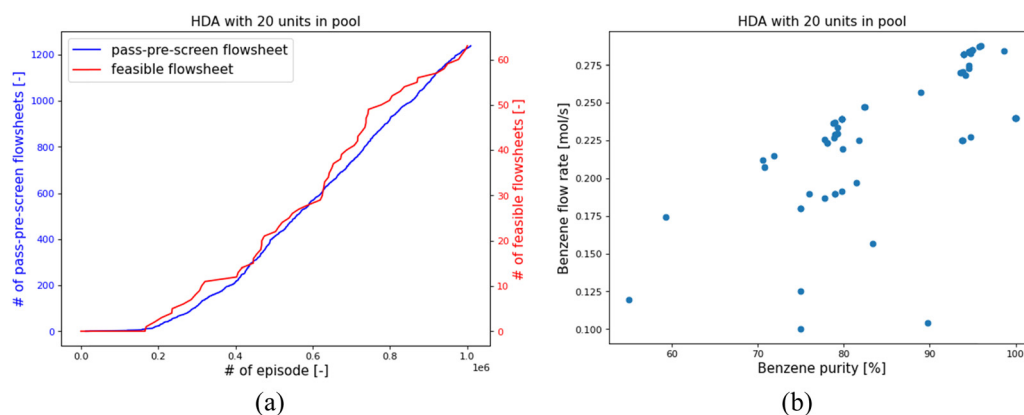 HDA with 20 units in pool
pass-pre-screen flowsheet
feasible flowsheet
# of pass-pre-screen flowsheets [-]
1200
1000
800
600
400
200
0
60
50
40
30
20
10
0
# of feasible flowsheets [-]
0.0 0.2 0.4 0.6 0.8 1.0
1e6
# of episode [-]
(a)
HDA with 20 units in pool
Benzene flow rate [mol/s]
0.275
0.250
0.225
0.200
0.175
0.150
0.125
0.100
60 70 80 90 100
Benzene purity [%]
(b)